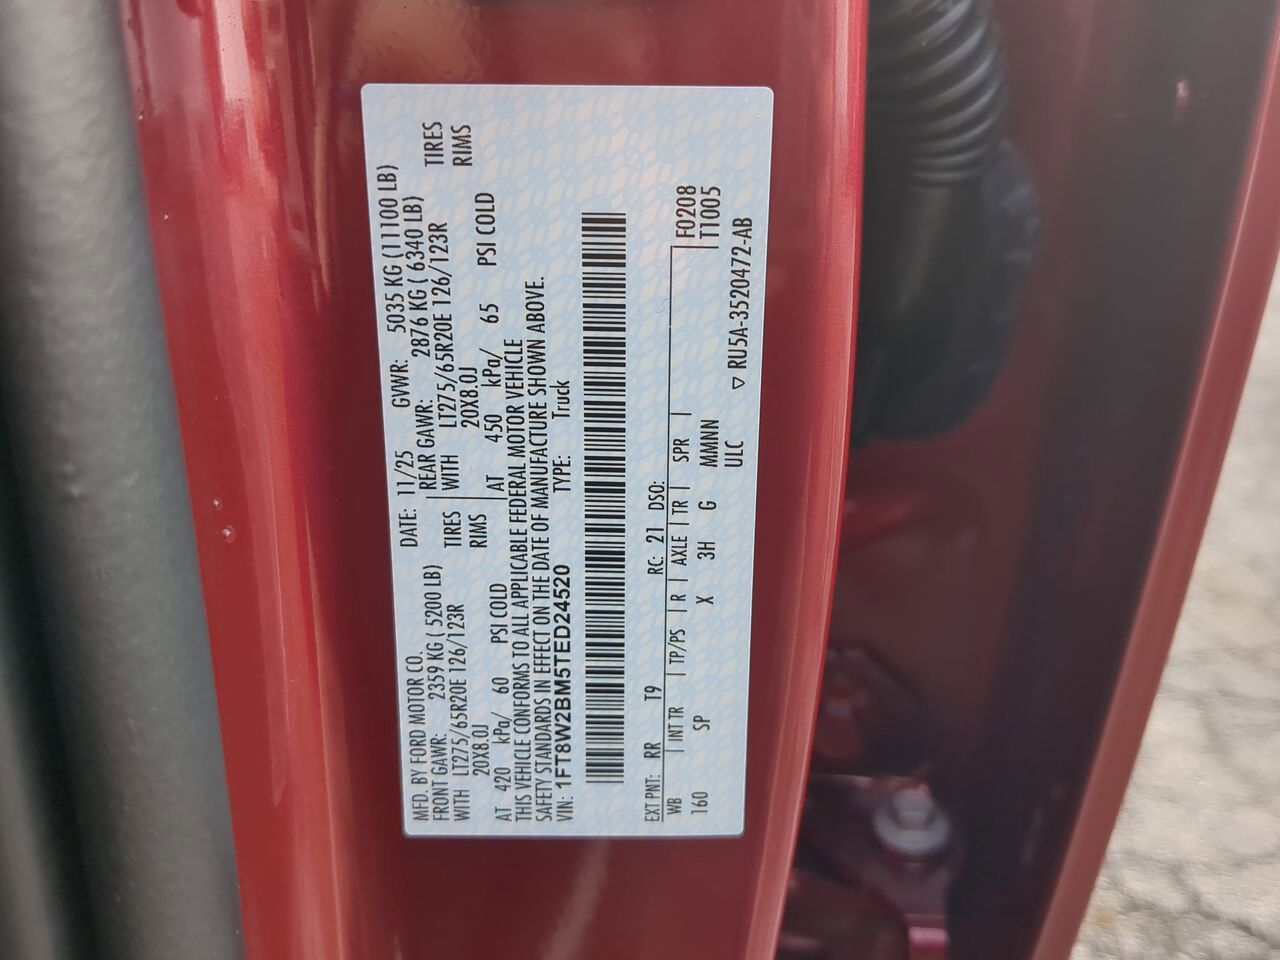 MFD. BY FORD MOTOR CO.
DATE: 11/25 GVWR: 5035 KG (11100 LB)
FRONT GAWR: 2359 KG ( 5200 LB) REAR GAWR: 2876 KG ( 6340 LB)
WITH LT275/65R20E 126/123R TIRES WITH LT275/65R20E 126/123R TIRES
20X8.0J RIMS 20X8.0J RIMS
AT 420 kPa/ 60 PSI COLD AT 450 kPa/ 65 PSI COLD
THIS VEHICLE CONFORMS TO ALL APPLICABLE FEDERAL MOTOR VEHICLE
SAFETY STANDARDS IN EFFECT ON THE DATE OF MANUFACTURE SHOWN ABOVE.
VIN: 1FT8W2BM5TED24520 TYPE: Truck
EXT PNT: RR T9 RC: 21 DSO: F0208
WB INT TR TP/PS R AXLE TR SPR T1005
160 SP X 3H G MMNN
ULC ▽ RU5A-3520472-AB